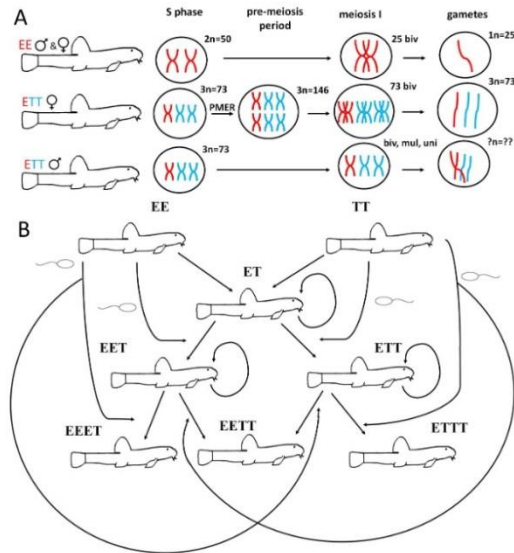 A
S phase pre-meiosis period meiosis I gametes
EE ♂ & ♀ 2n=50 25 biv 1n=25
ETT ♀ 3n=73 PMER 3n=146 73 biv 3n=73
ETT ♂ 3n=73 biv, mul, uni ?n=??
EE TT
B
ET
EET ETT
EEET EETT ETTT